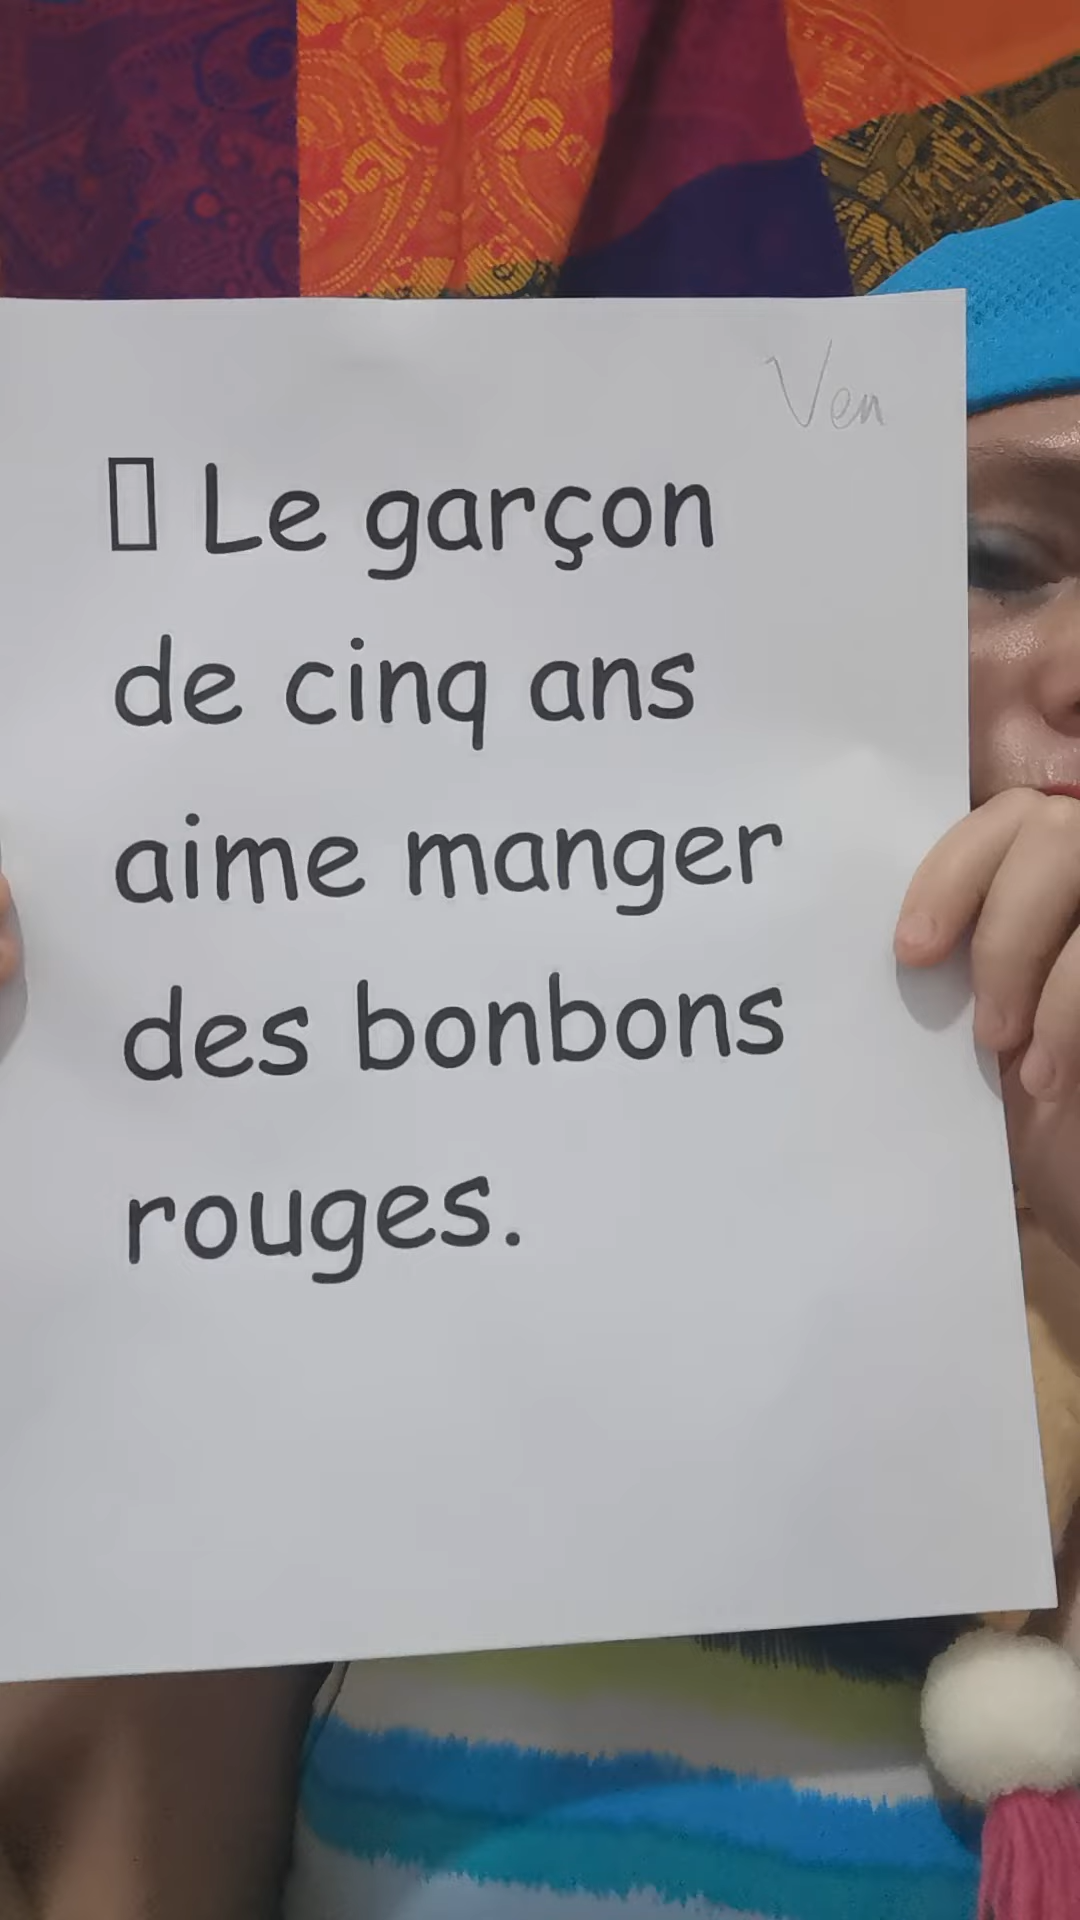 Ven
▯ Le garçon
de cinq ans
aime manger
des bonbons
rouges.